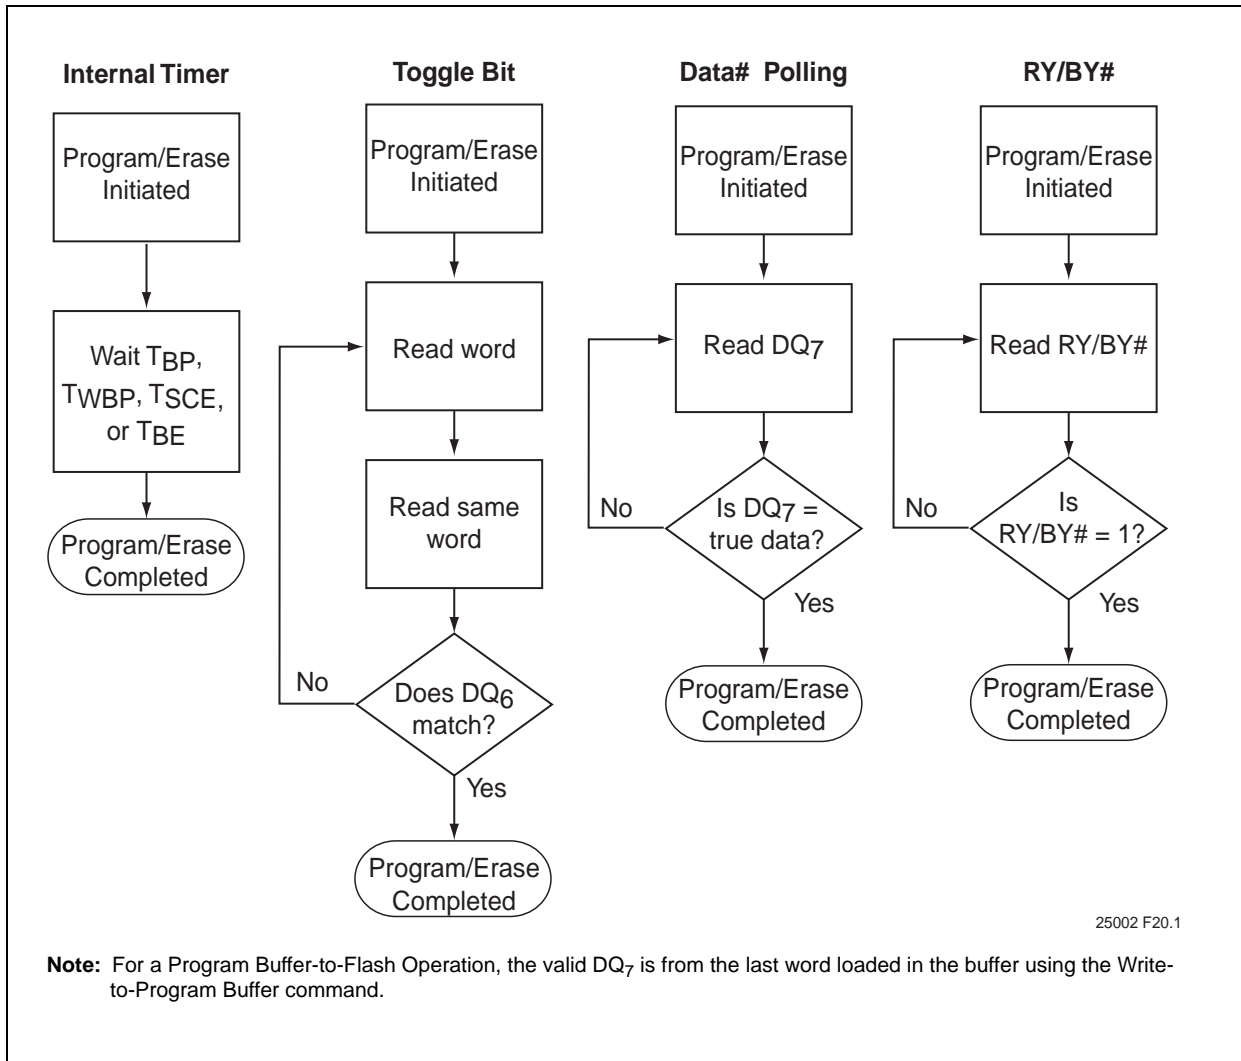 Internal Timer
Program/Erase
Initiated
Wait TBP,
TWBP, TSCE,
or TBE
Program/Erase
Completed
Toggle Bit
Program/Erase
Initiated
Read word
Read same
word
Does DQ6
match?
No
Yes
Program/Erase
Completed
Data# Polling
Program/Erase
Initiated
Read DQ7
Is DQ7 =
true data?
No
Yes
Program/Erase
Completed
RY/BY#
Program/Erase
Initiated
Read RY/BY#
Is
RY/BY# = 1?
No
Yes
Program/Erase
Completed
25002 F20.1
Note: For a Program Buffer-to-Flash Operation, the valid DQ7 is from the last word loaded in the buffer using the Write-
to-Program Buffer command.